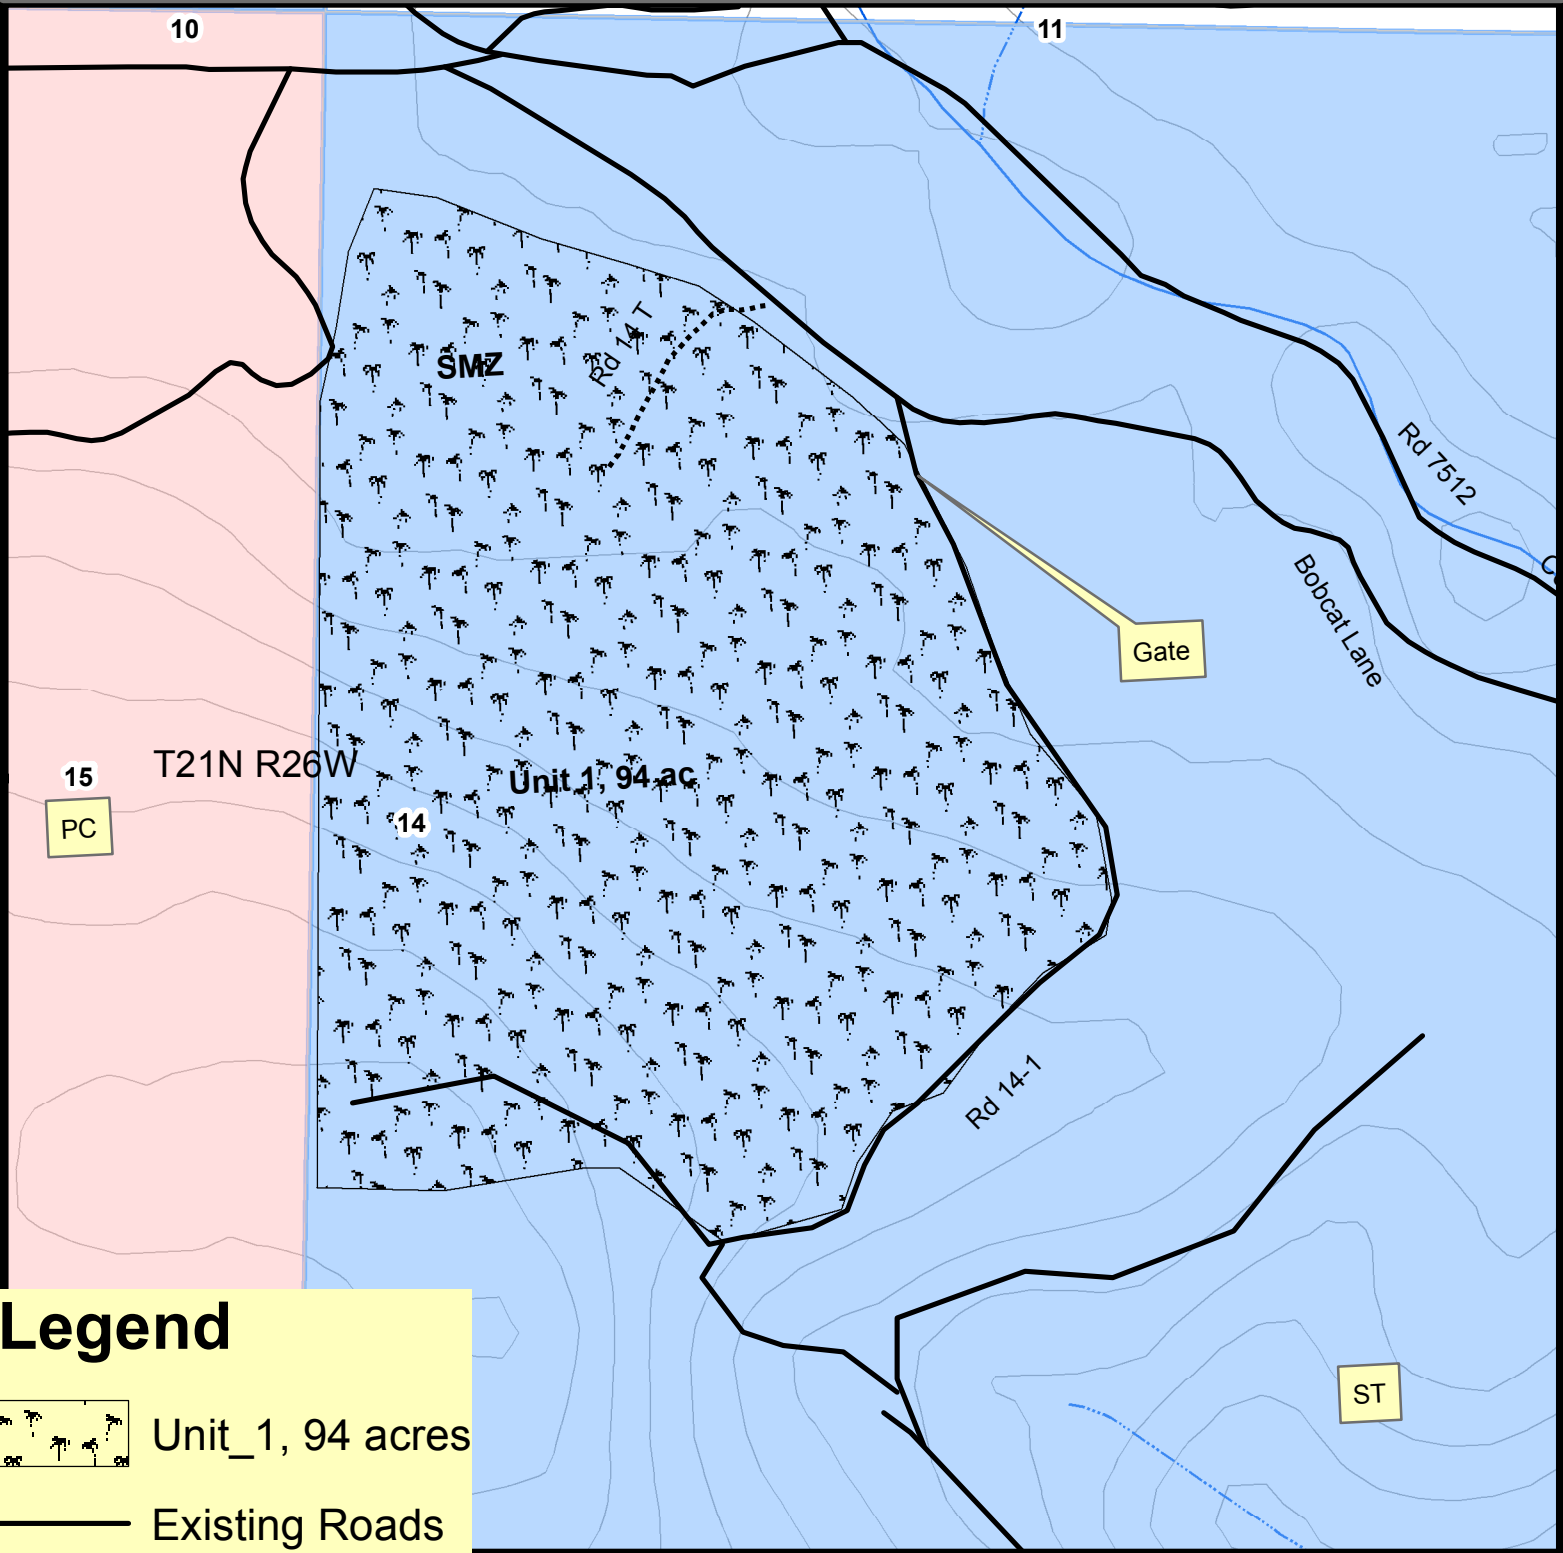 10
11
SMZ
Rd 14 T
Rd 7512
Bobcat Lane
Gate
T21N R26W
15
PC
Unit 1, 94 ac
14
Rd 14-1
ST
Legend
Unit_1, 94 acres
Existing Roads